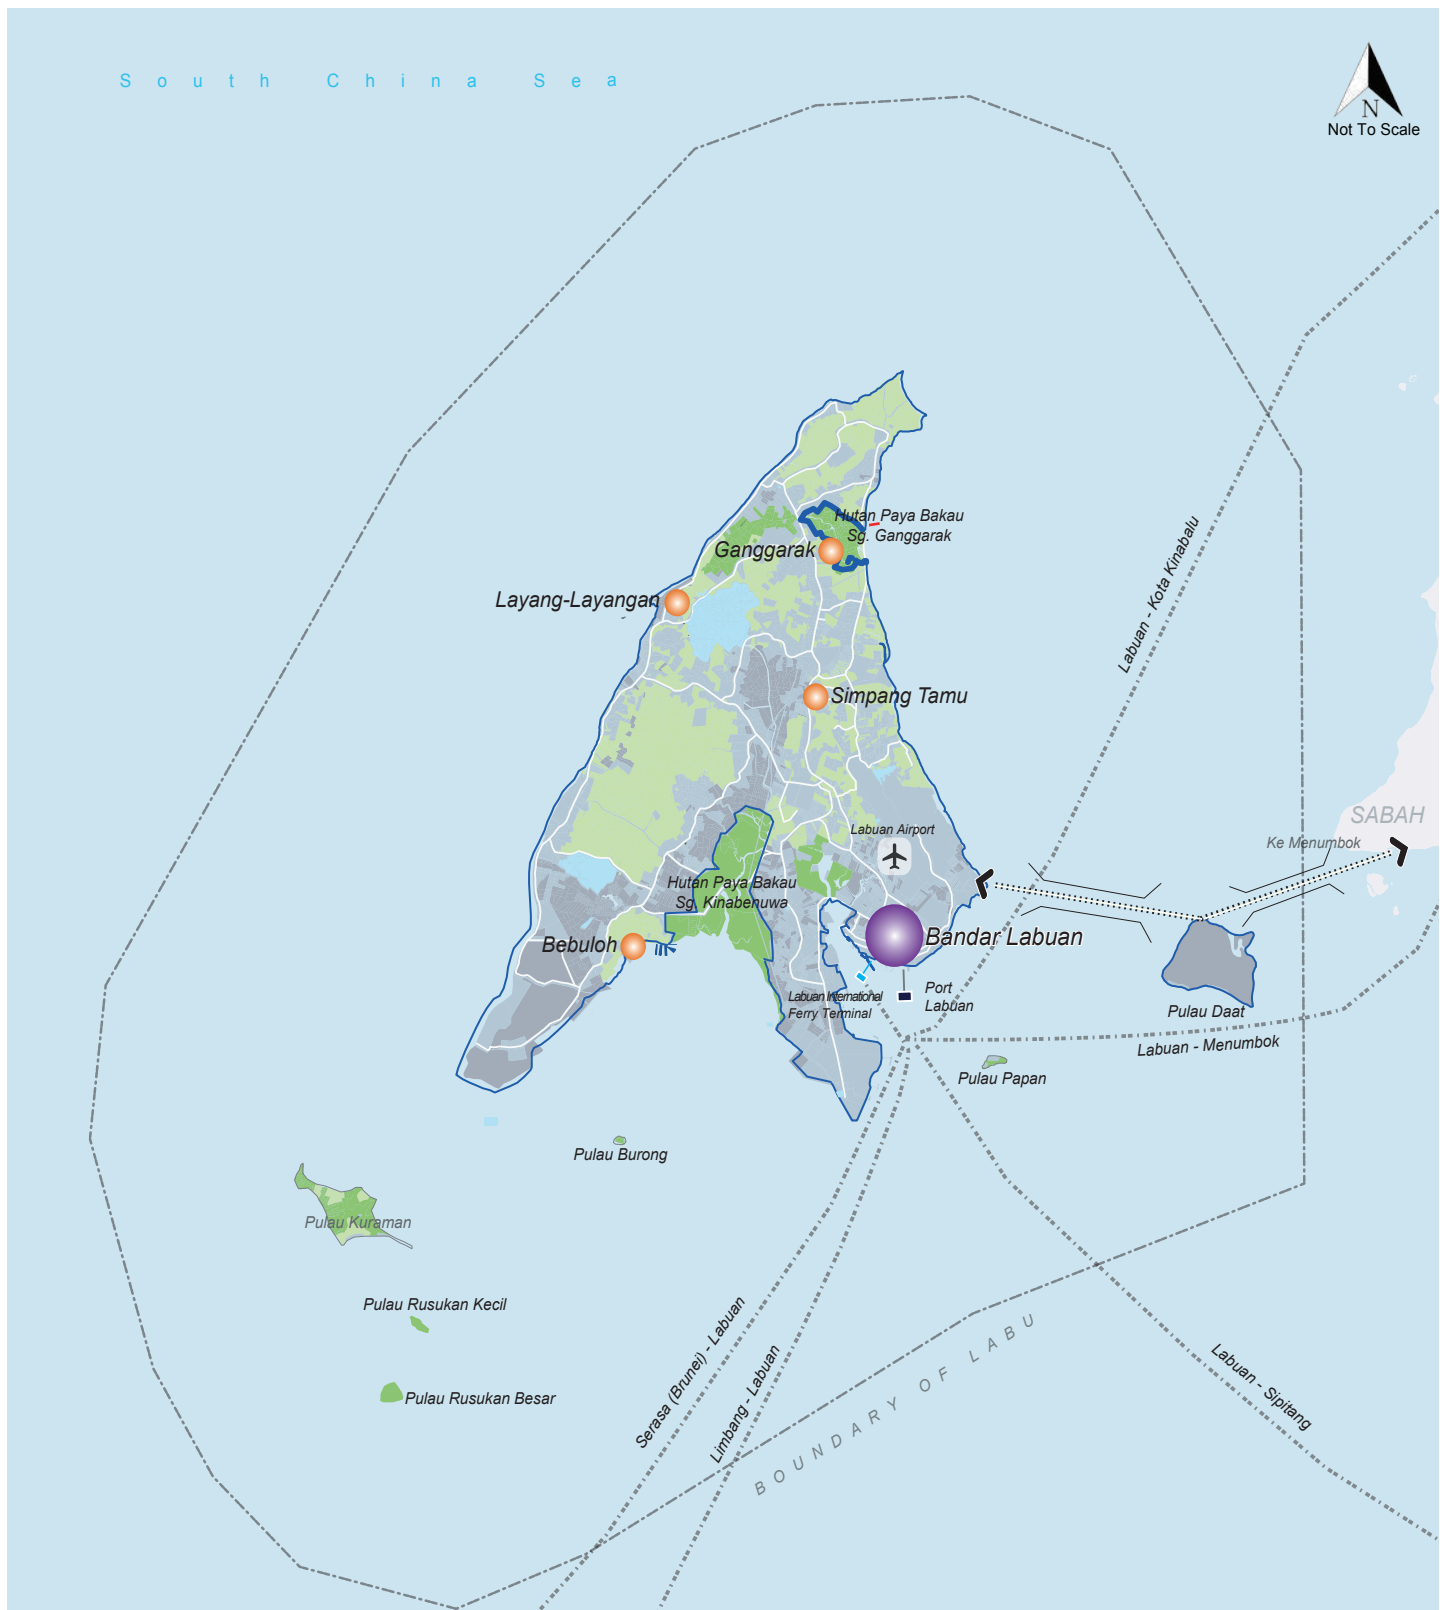 South China Sea
N
Not To Scale
Hutan Paya Bakau
Sg. Ganggarak
Ganggarak
Layang-Layangan
Labuan - Kota Kinabalu
Simpang Tamu
SABAH
Labuan Airport
Ke Menumbok
Hutan Paya Bakau
Sg. Kinabenuwa
Bebuloh
Bandar Labuan
Labuan International
Ferry Terminal
Port
Labuan
Pulau Daat
Labuan - Menumbok
Pulau Papan
Pulau Burong
Pulau Kuraman
Pulau Rusukan Kecil
Serasa (Brunei) - Labuan
Limbang - Labuan
BOUNDARY OF LABU
Labuan - Sipitang
Pulau Rusukan Besar